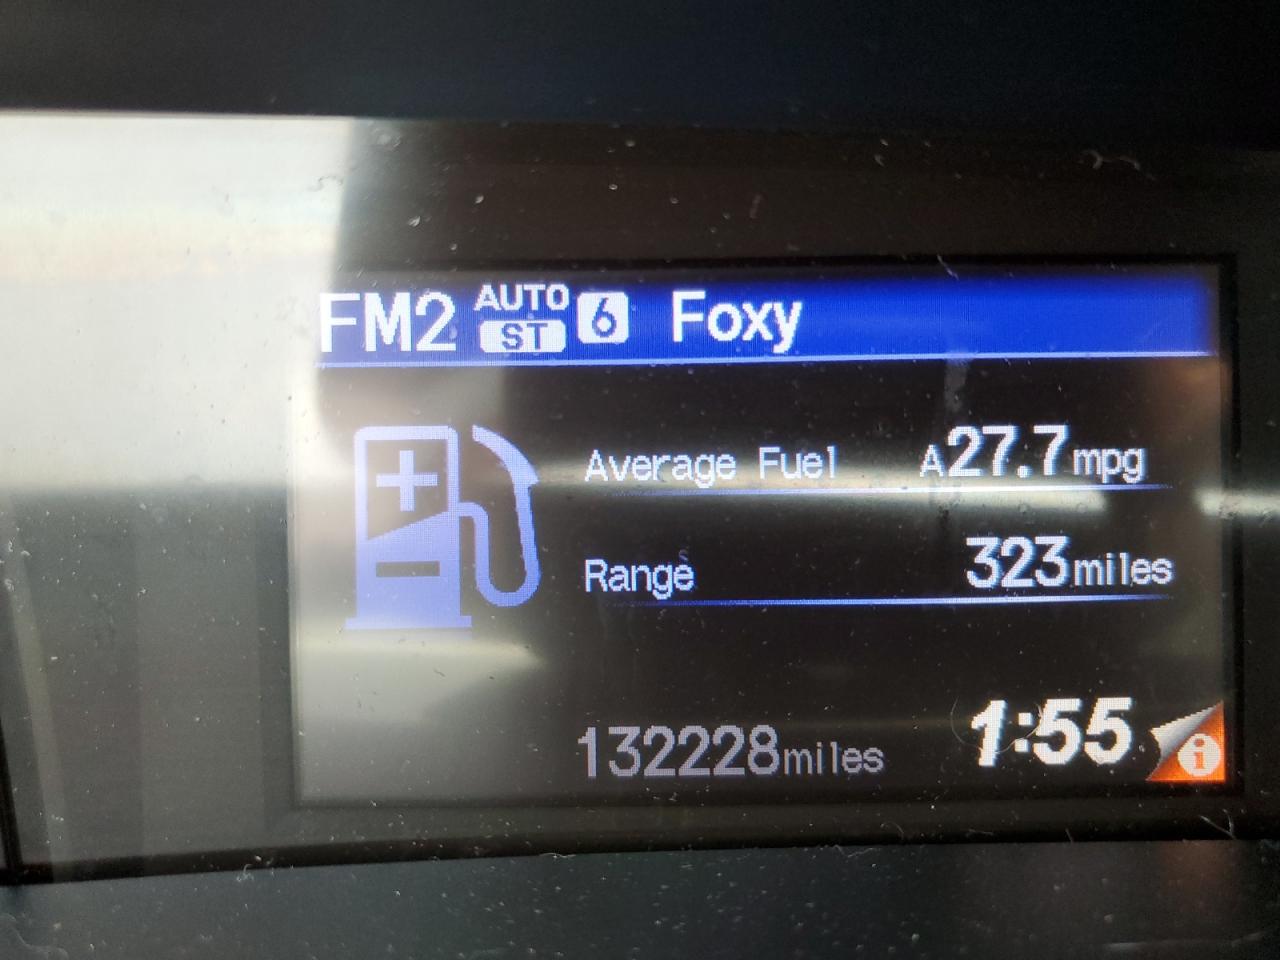 FM2 AUTO ST 6 Foxy
Average Fuel A27.7mpg
Range 323miles
132228miles 1:55 i